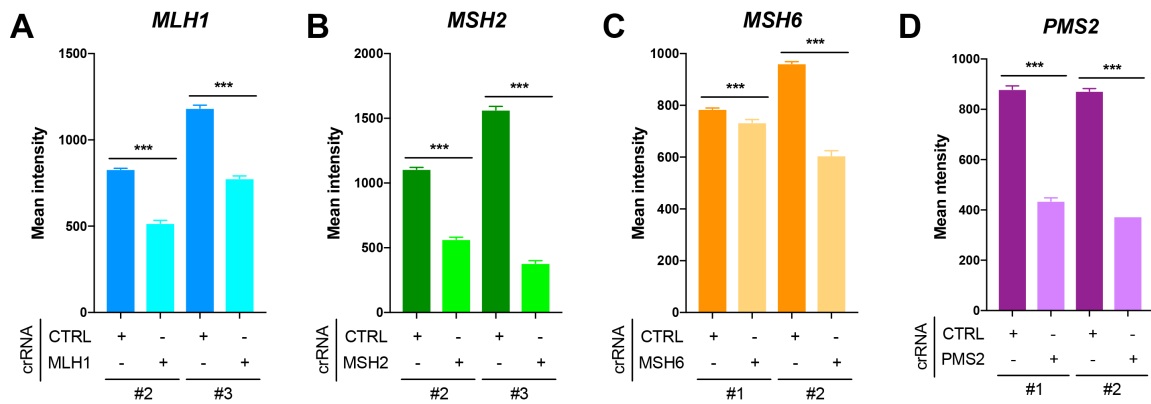 A
MLH1
Mean intensity
1500
1000
500
0
***
***
crRNA
CTRL + - + -
MLH1 - + - +
#2 #3
B
MSH2
Mean intensity
2000
1500
1000
500
0
***
***
crRNA
CTRL + - + -
MSH2 - + - +
#2 #3
C
MSH6
Mean intensity
1000
800
600
400
200
0
***
***
crRNA
CTRL + - + -
MSH6 - + - +
#1 #2
D
PMS2
Mean intensity
1000
800
600
400
200
0
***
***
crRNA
CTRL + - + -
PMS2 - + - +
#1 #2